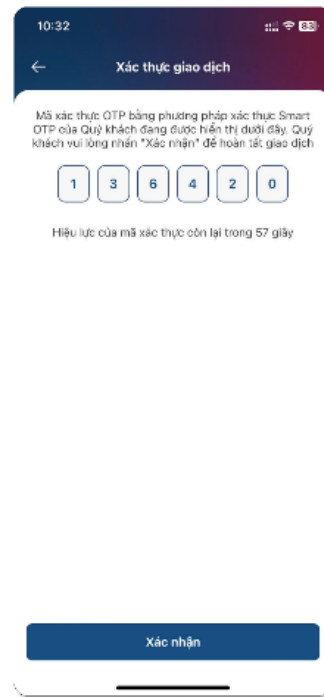 10:32
83
Xác thực giao dịch
Mã xác thực OTP bằng phương pháp xác thực Smart
OTP của Quý khách đang được hiển thị dưới đây. Quý
khách vui lòng nhấn "Xác nhận" để hoàn tất giao dịch
1 3 6 4 2 0
Hiệu lực của mã xác thực còn lại trong 57 giây
Xác nhận